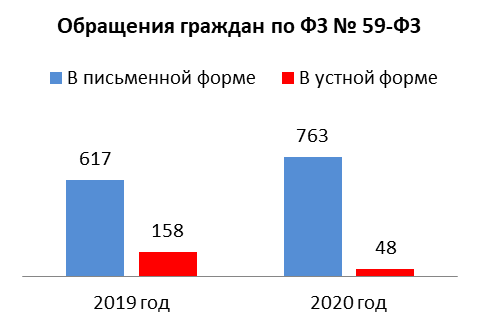 Обращения граждан по ФЗ № 59-ФЗ
В письменной форме В устной форме
763
617
158
48
2019 год 2020 год